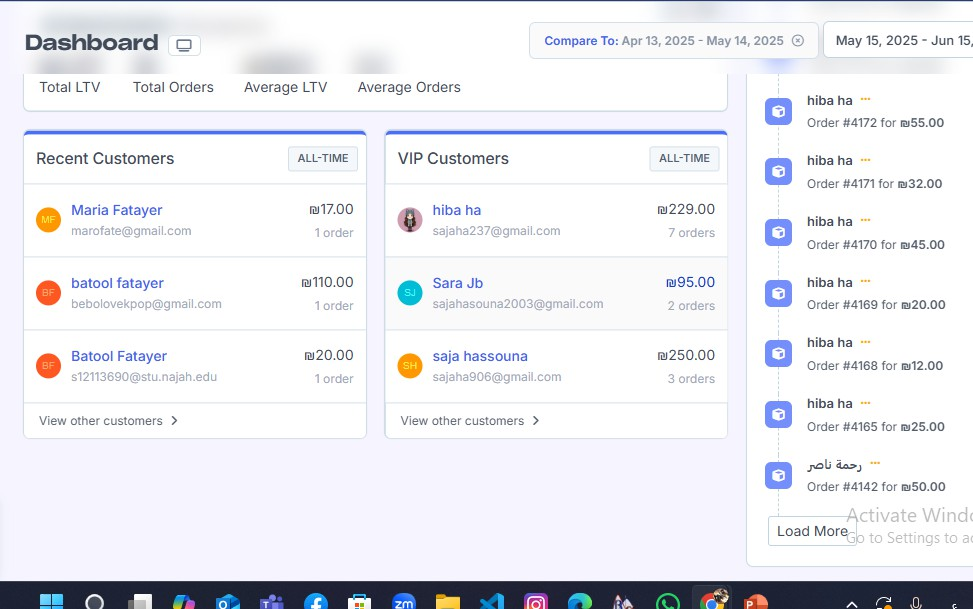 Dashboard
Compare To: Apr 13, 2025 - May 14, 2025
May 15, 2025 - Jun 15,
Total LTV
Total Orders
Average LTV
Average Orders
Recent Customers
ALL-TIME
MF
Maria Fatayer
₪17.00
marofate@gmail.com
1 order
BF
batool fatayer
₪110.00
bebolovekpop@gmail.com
1 order
BF
Batool Fatayer
₪20.00
s12113690@stu.najah.edu
1 order
View other customers
VIP Customers
ALL-TIME
hiba ha
₪229.00
sajaha237@gmail.com
7 orders
SJ
Sara Jb
₪95.00
sajahasouna2003@gmail.com
2 orders
SH
saja hassouna
₪250.00
sajaha906@gmail.com
3 orders
View other customers
hiba ha
Order #4172 for ₪55.00
hiba ha
Order #4171 for ₪32.00
hiba ha
Order #4170 for ₪45.00
hiba ha
Order #4169 for ₪20.00
hiba ha
Order #4168 for ₪12.00
hiba ha
Order #4165 for ₪25.00
رحمة ناصر
Order #4142 for ₪50.00
Load More
Activate Windo
Go to Settings to ac
zm